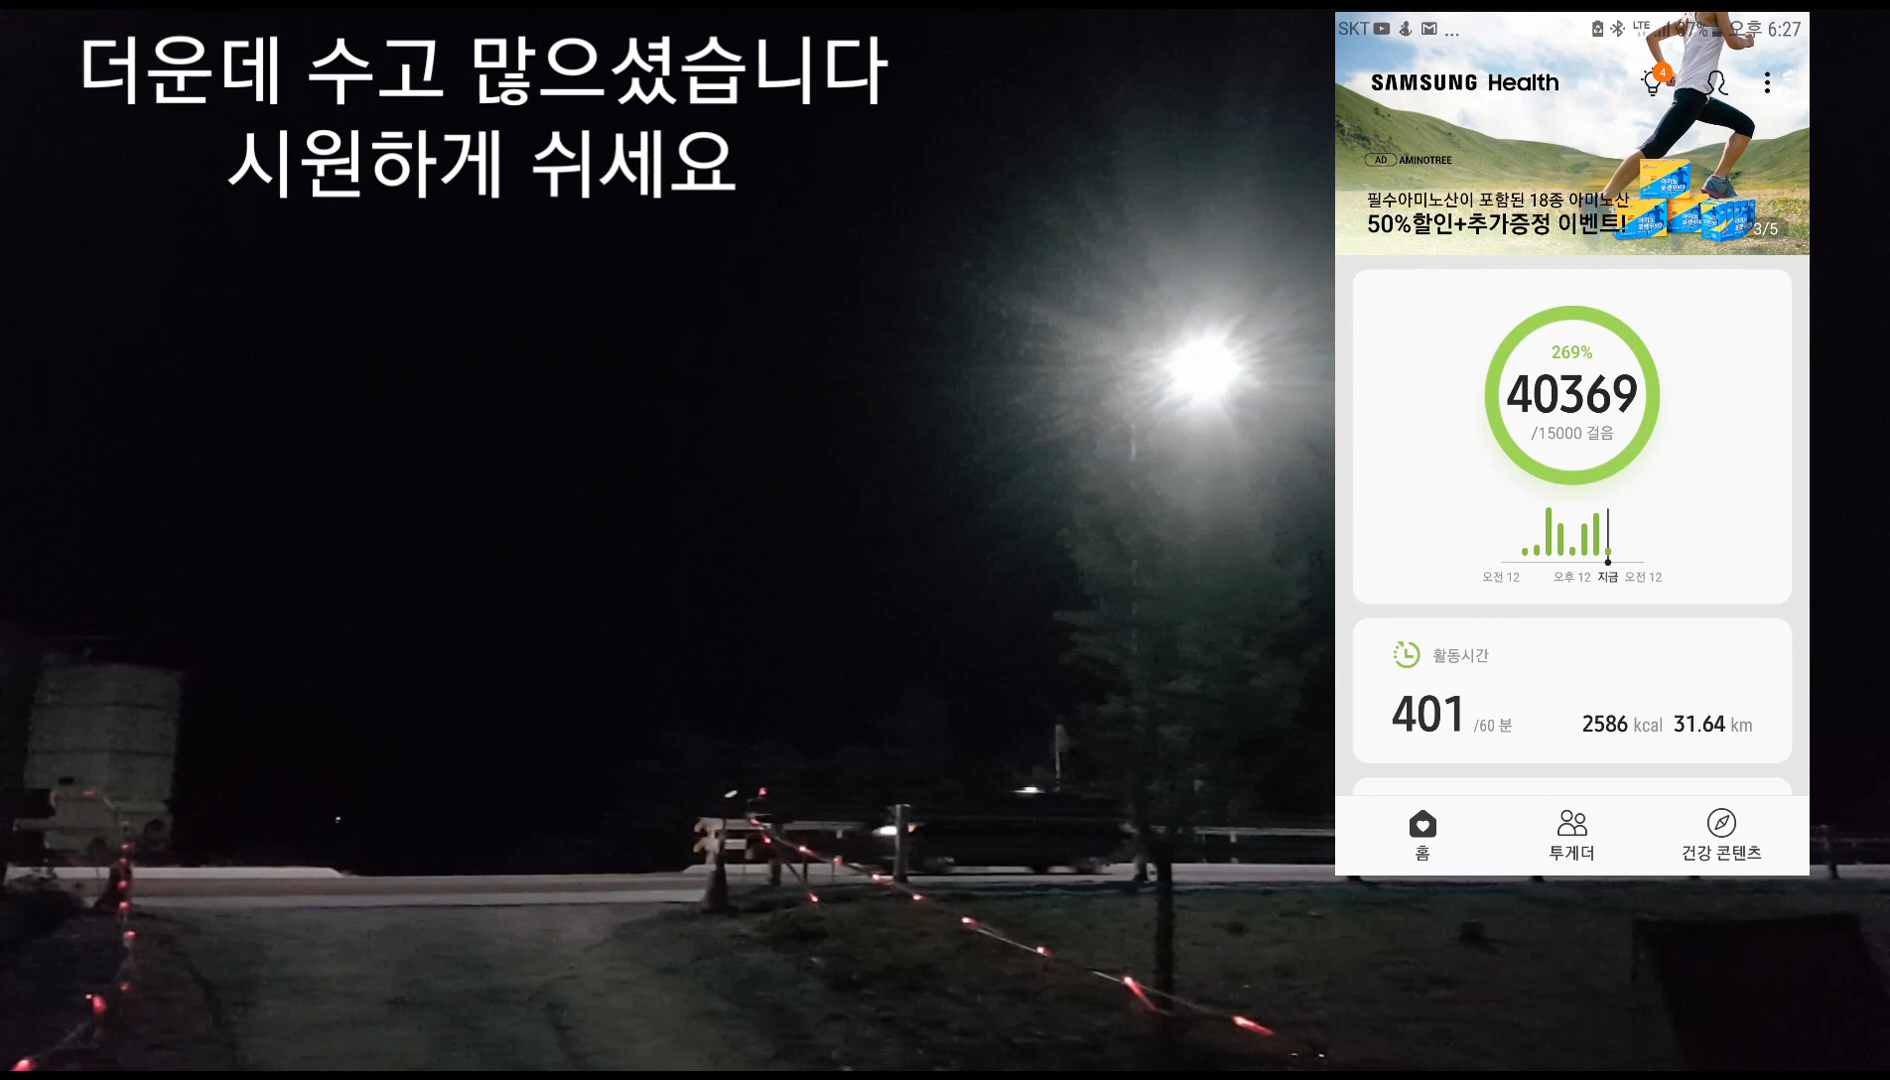 더운데 수고 많으셨습니다
시원하게 쉬세요
SKT ... LTE 87% 오후 6:27
SAMSUNG Health
4
AD AMINOTREE
필수아미노산이 포함된 18종 아미노산
50%할인+추가증정 이벤트!
3/5
269%
40369
/15000 걸음
오전 12 오후 12 지금 오전 12
활동시간
401 /60 분 2586 kcal 31.64 km
홈 투게더 건강 콘텐츠